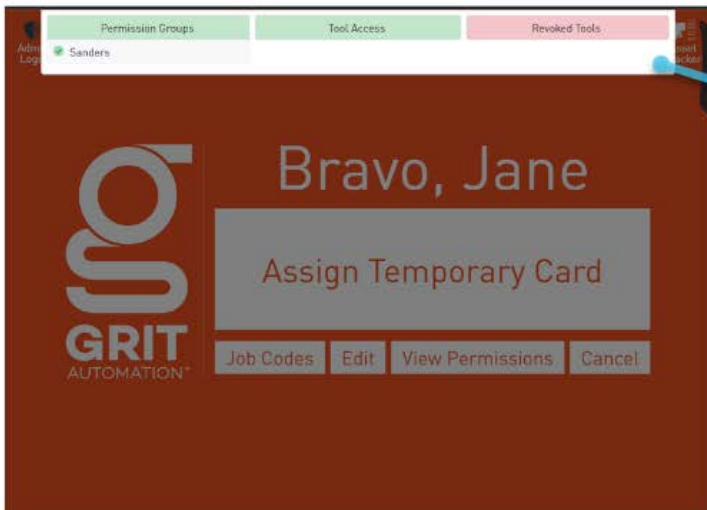 Permission Groups
Tool Access
Revoked Tools
Sanders
Bravo, Jane
Assign Temporary Card
Job Codes
Edit
View Permissions
Cancel
g
GRIT
AUTOMATION